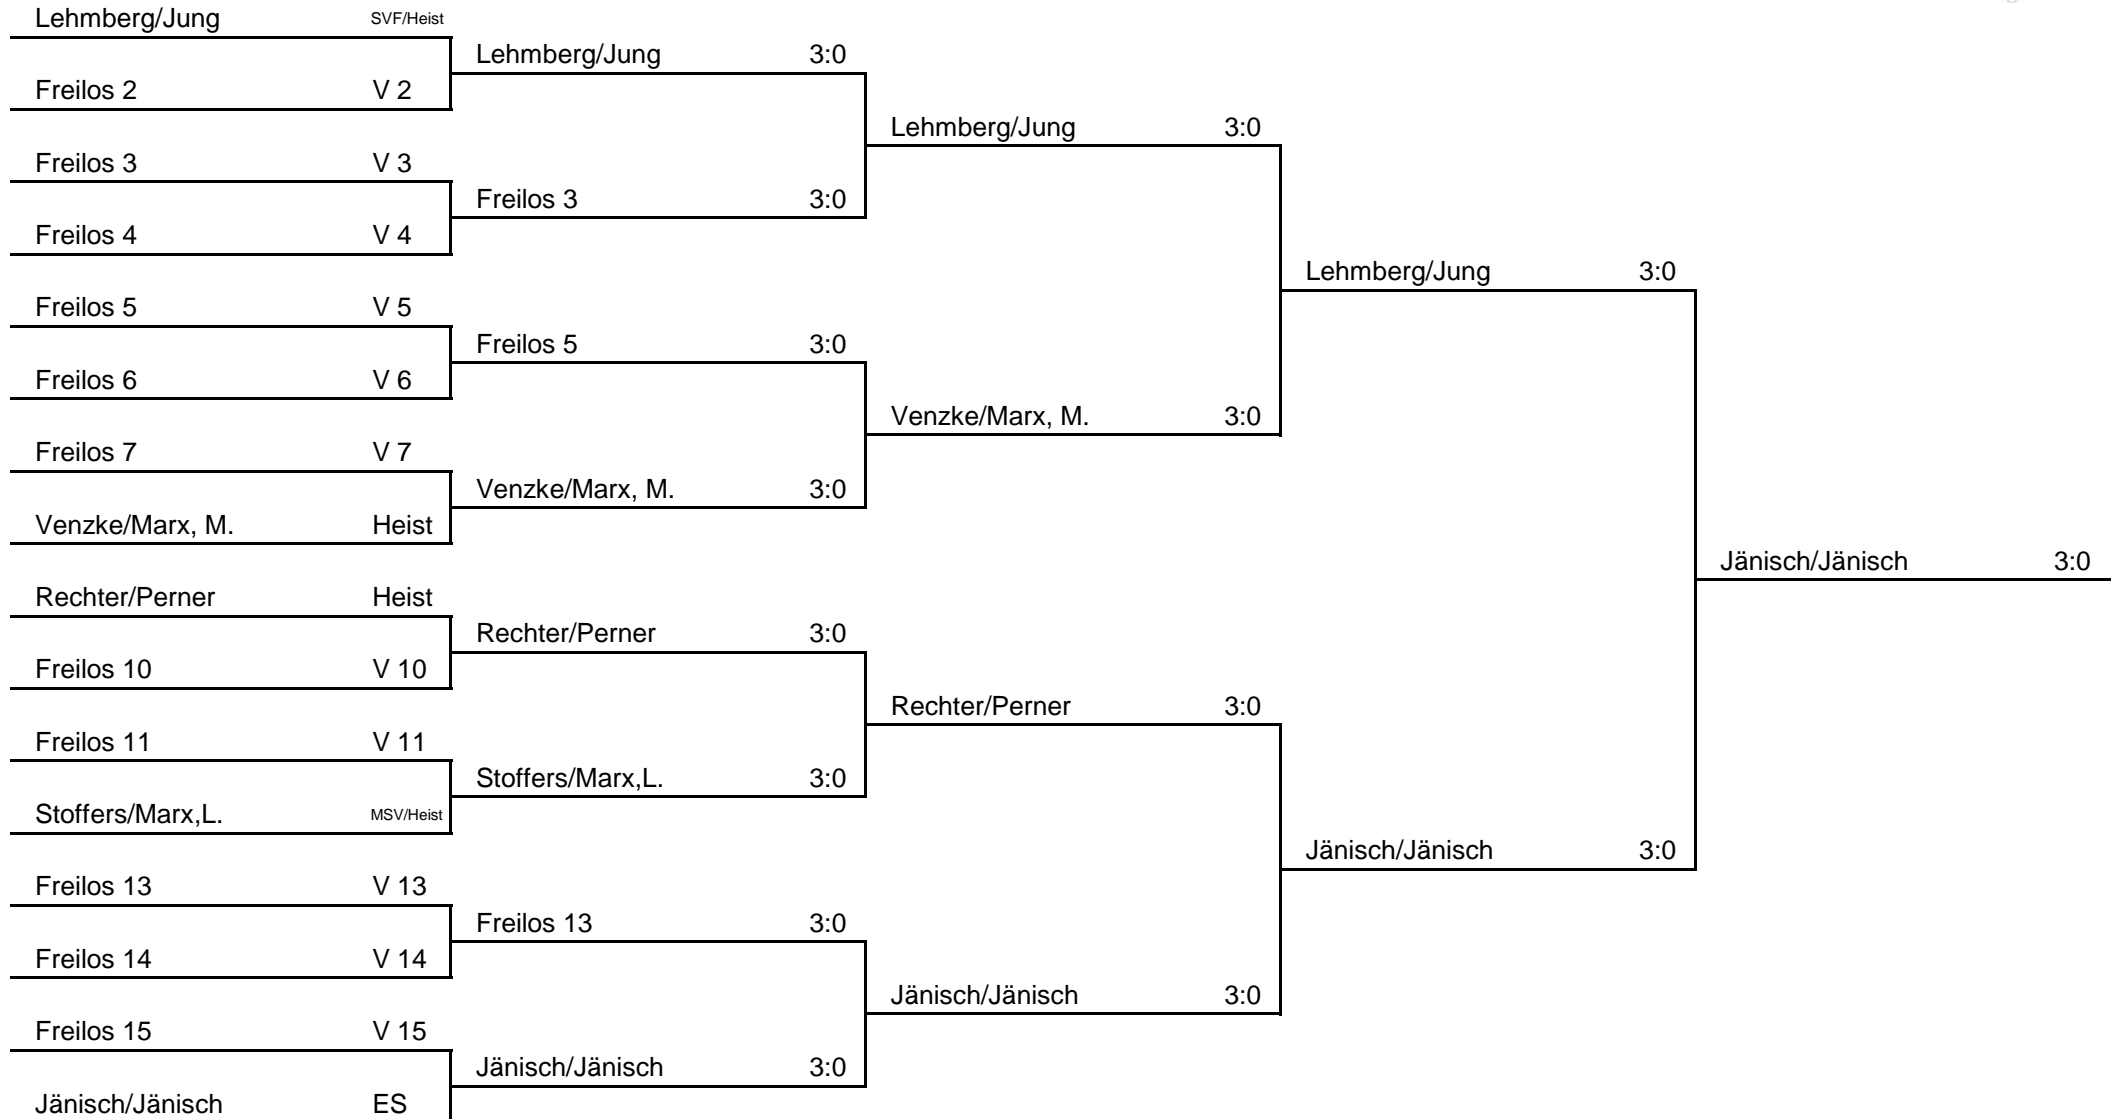 Lehmberg/Jung SVF/Heist
Lehmberg/Jung 3:0
Freilos 2 V 2
Lehmberg/Jung 3:0
Freilos 3 V 3
Freilos 3 3:0
Freilos 4 V 4
Lehmberg/Jung 3:0
Freilos 5 V 5
Freilos 5 3:0
Freilos 6 V 6
Venzke/Marx, M. 3:0
Freilos 7 V 7
Venzke/Marx, M. 3:0
Venzke/Marx, M. Heist
Jänisch/Jänisch 3:0
Rechter/Perner Heist
Rechter/Perner 3:0
Freilos 10 V 10
Rechter/Perner 3:0
Freilos 11 V 11
Stoffers/Marx,L. 3:0
Stoffers/Marx,L. MSV/Heist
Jänisch/Jänisch 3:0
Freilos 13 V 13
Freilos 13 3:0
Freilos 14 V 14
Jänisch/Jänisch 3:0
Freilos 15 V 15
Jänisch/Jänisch 3:0
Jänisch/Jänisch ES